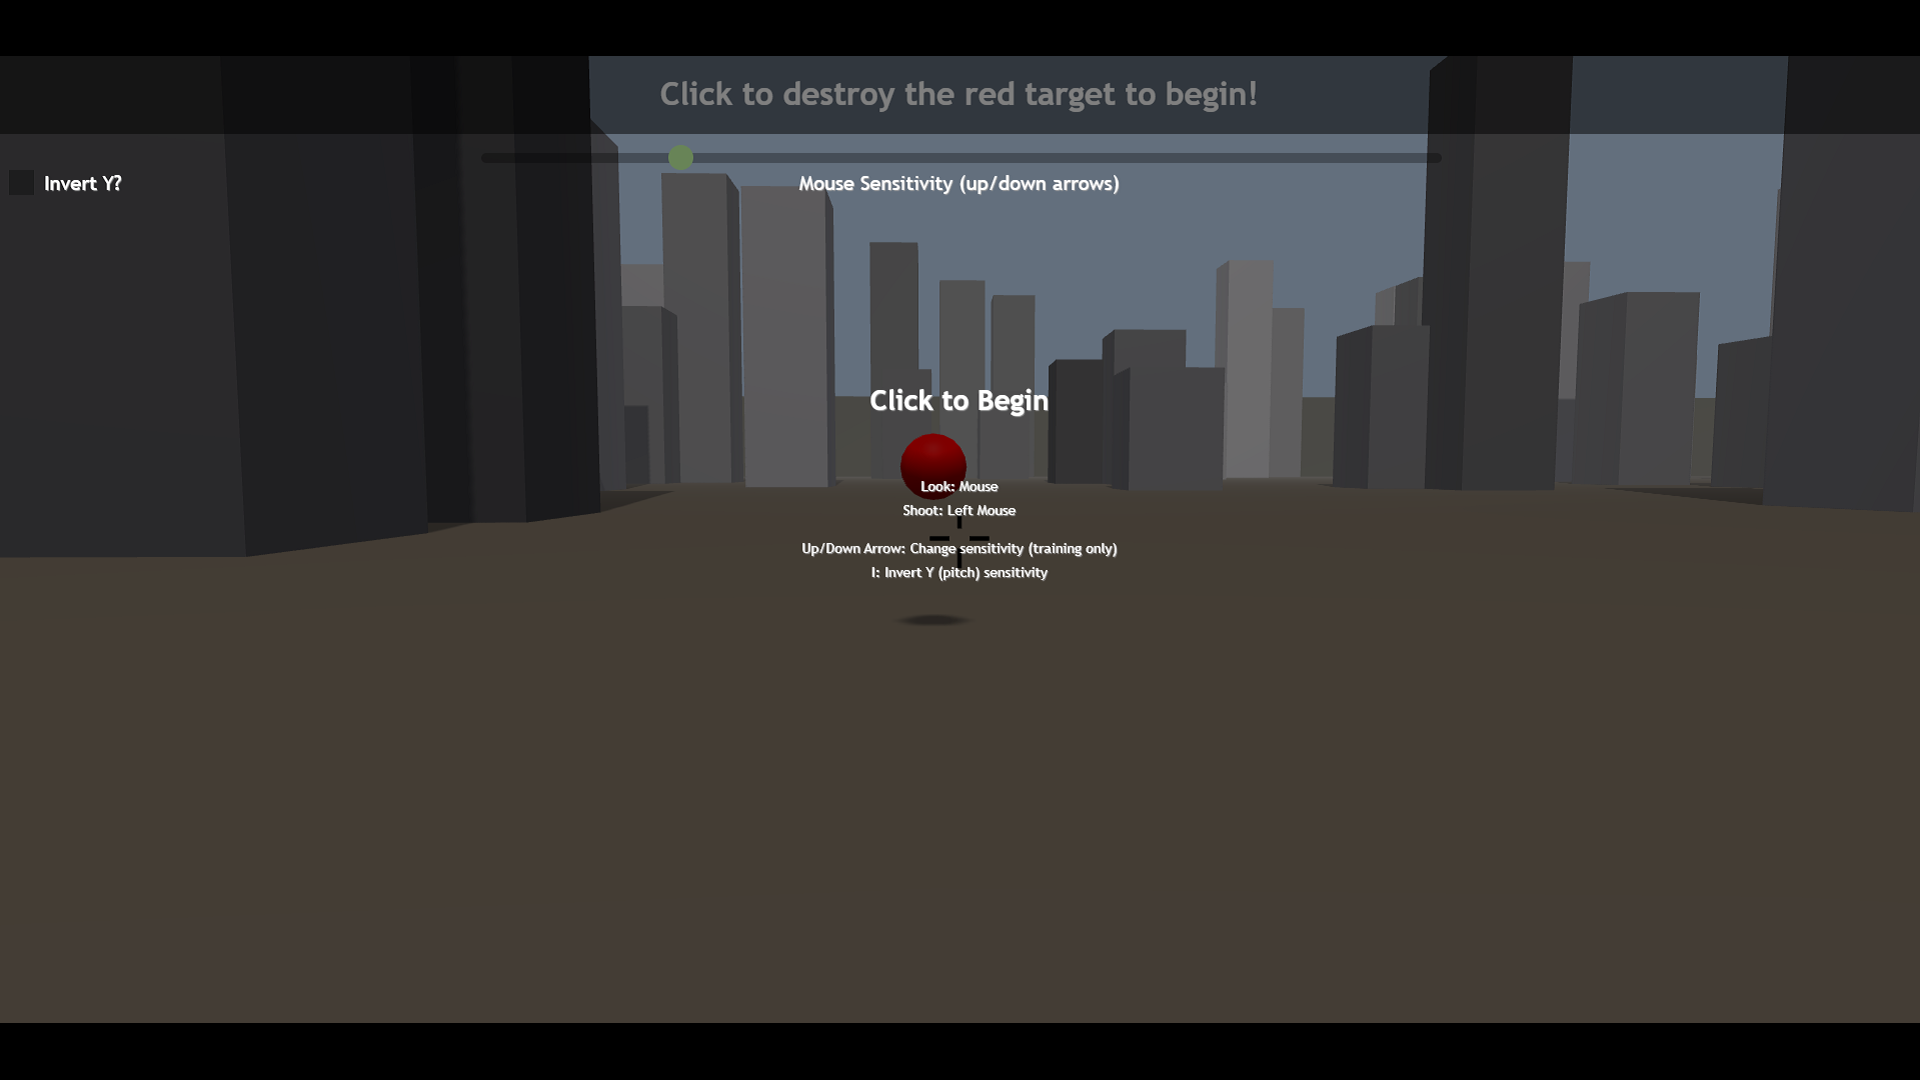 Click to destroy the red target to begin!
Invert Y?
Mouse Sensitivity (up/down arrows)
Click to Begin
Look: Mouse
Shoot: Left Mouse
Up/Down Arrow: Change sensitivity (training only)
I: Invert Y (pitch) sensitivity